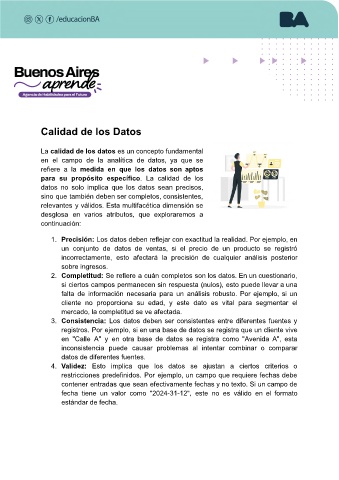 /educacionBA
BA
Buenos Aires
aprende
Agencia de Habilidades para el Futuro
Calidad de los Datos
La calidad de los datos es un concepto fundamental
en el campo de la analítica de datos, ya que se
refiere a la medida en que los datos son aptos
para su propósito específico. La calidad de los
datos no solo implica que los datos sean precisos,
sino que también deben ser completos, consistentes,
relevantes y válidos. Esta multifacética dimensión se
desglosa en varios atributos, que exploraremos a
continuación:
1. Precisión: Los datos deben reflejar con exactitud la realidad. Por ejemplo, en
un conjunto de datos de ventas, si el precio de un producto se registró
incorrectamente, esto afectará la precisión de cualquier análisis posterior
sobre ingresos.
2. Completitud: Se refiere a cuán completos son los datos. En un cuestionario,
si ciertos campos permanecen sin respuesta (nulos), esto puede llevar a una
falta de información necesaria para un análisis robusto. Por ejemplo, si un
cliente no proporciona su edad, y este dato es vital para segmentar el
mercado, la completitud se ve afectada.
3. Consistencia: Los datos deben ser consistentes entre diferentes fuentes y
registros. Por ejemplo, si en una base de datos se registra que un cliente vive
en "Calle A" y en otra base de datos se registra como "Avenida A", esta
inconsistencia puede causar problemas al intentar combinar o comparar
datos de diferentes fuentes.
4. Validez: Esto implica que los datos se ajustan a ciertos criterios o
restricciones predefinidos. Por ejemplo, un campo que requiere fechas debe
contener entradas que sean efectivamente fechas y no texto. Si un campo de
fecha tiene un valor como "2024-31-12", este no es válido en el formato
estándar de fecha.